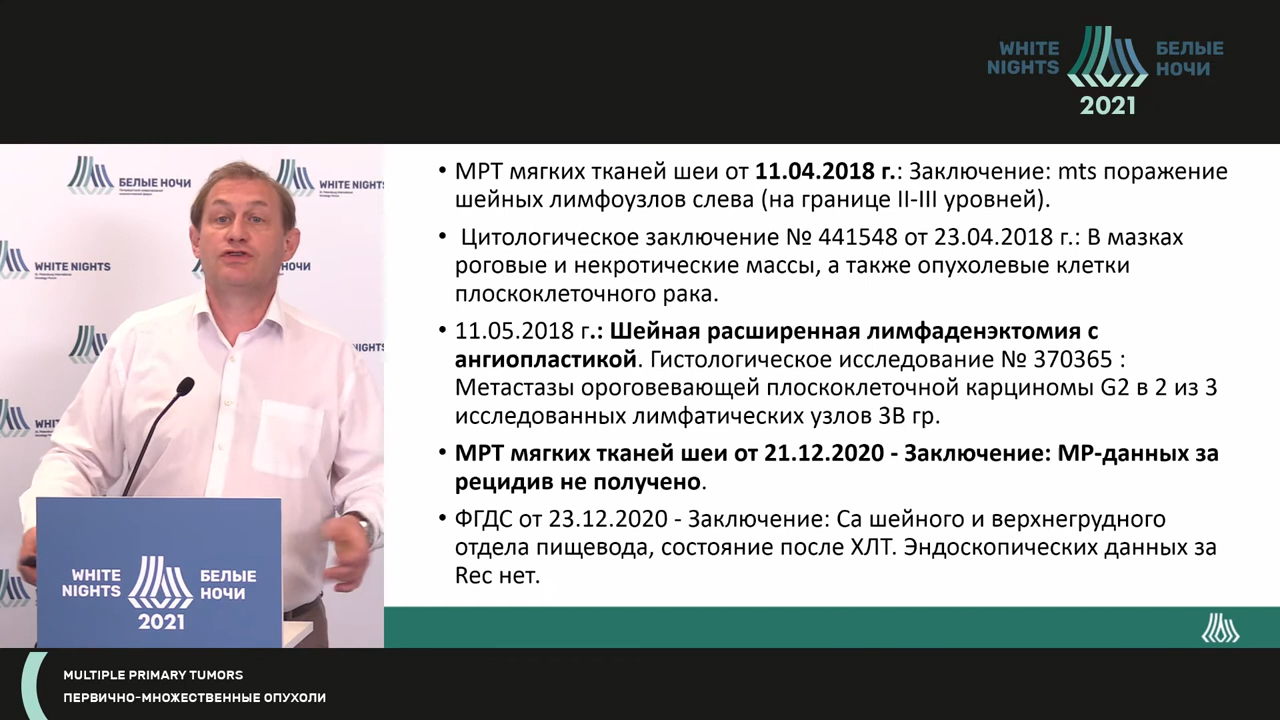 WHITE NIGHTS
БЕЛЫЕ НОЧИ
2021
• МРТ мягких тканей шеи от 11.04.2018 г.: Заключение: mts поражение
шейных лимфоузлов слева (на границе II-III уровней).
• Цитологическое заключение № 441548 от 23.04.2018 г.: В мазках
роговые и некротические массы, а также опухолевые клетки
плоскоклеточного рака.
• 11.05.2018 г.: Шейная расширенная лимфаденэктомия с
ангиопластикой. Гистологическое исследование № 370365 :
Метастазы ороговевающей плоскоклеточной карциномы G2 в 2 из 3
исследованных лимфатических узлов 3В гр.
• МРТ мягких тканей шеи от 21.12.2020 - Заключение: МР-данных за
рецидив не получено.
• ФГДС от 23.12.2020 - Заключение: Са шейного и верхнегрудного
отдела пищевода, состояние после ХЛТ. Эндоскопических данных за
Rec нет.
БЕЛЫЕ НОЧИ
WHITE NIGHTS
WHITE NIGHTS
НОЧИ
NIGHTS
WHITE NIGHTS
БЕЛЫЕ НОЧИ
2021
MULTIPLE PRIMARY TUMORS
ПЕРВИЧНО-МНОЖЕСТВЕННЫЕ ОПУХОЛИ